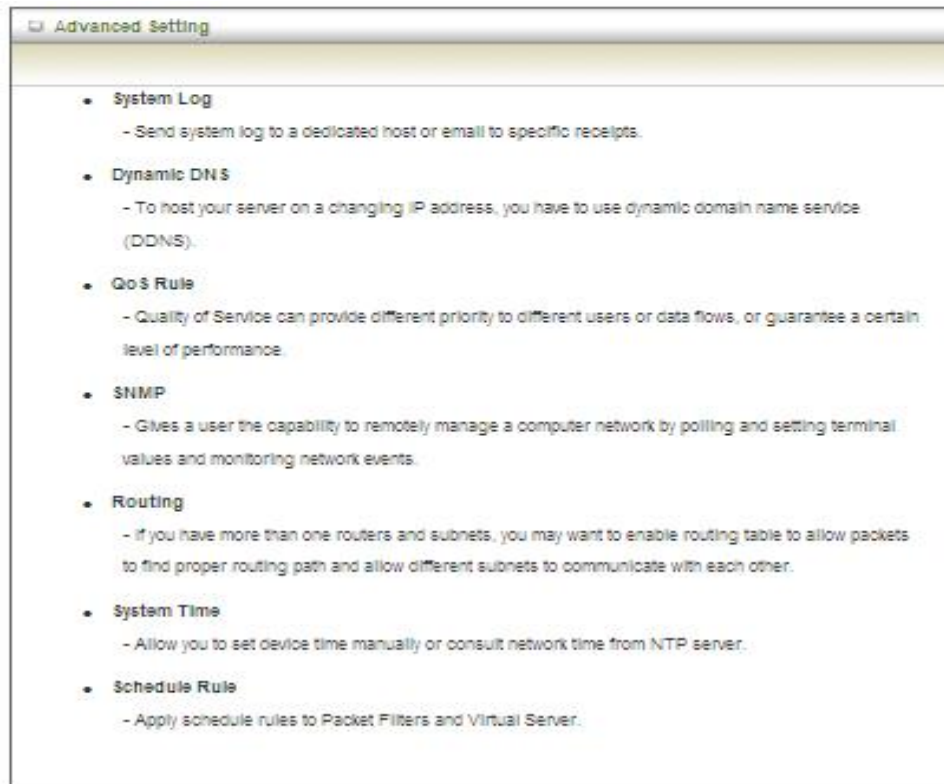 Advanced Setting
• System Log
- Send system log to a dedicated host or email to specific receipts.
• Dynamic DNS
- To host your server on a changing IP address, you have to use dynamic domain name service
(DDNS).
• QoS Rule
- Quality of Service can provide different priority to different users or data flows, or guarantee a certain
level of performance.
• SNMP
- Gives a user the capability to remotely manage a computer network by polling and setting terminal
values and monitoring network events.
• Routing
- If you have more than one routers and subnets, you may want to enable routing table to allow packets
to find proper routing path and allow different subnets to communicate with each other.
• System Time
- Allow you to set device time manually or consult network time from NTP server.
• Schedule Rule
- Apply schedule rules to Packet Filters and Virtual Server.